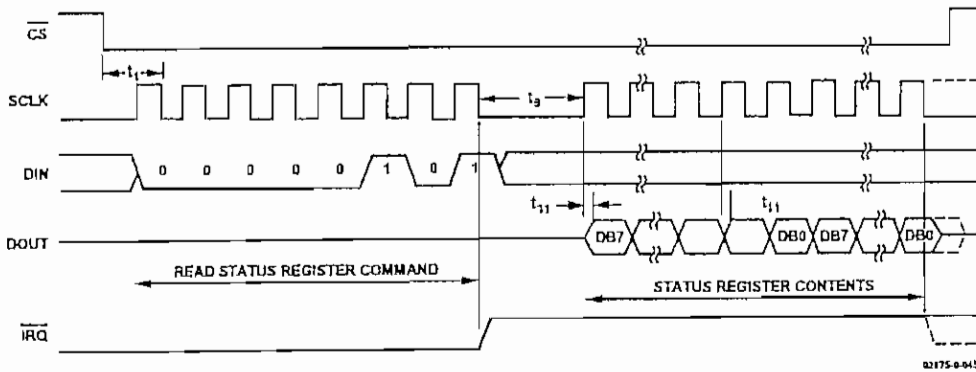 CS
t1
SCLK
t9
DIN
0 0 0 0 0 1 0 1
t11
t11
DOUT
DB7
DB0
DB7
DB0
READ STATUS REGISTER COMMAND
STATUS REGISTER CONTENTS
IRQ